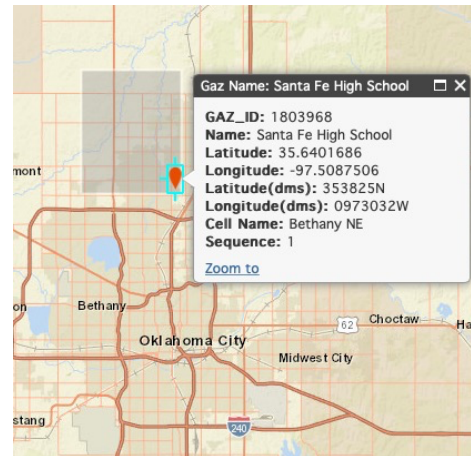 Gaz Name: Santa Fe High School
GAZ_ID: 1803968
Name: Santa Fe High School
Latitude: 35.6401686
Longitude: -97.5087506
Latitude(dms): 353825N
Longitude(dms): 0973032W
Cell Name: Bethany NE
Sequence: 1
Zoom to
mont
on
Bethany
62
Choctaw
Ha
Oklahoma City
Midwest City
stang
240